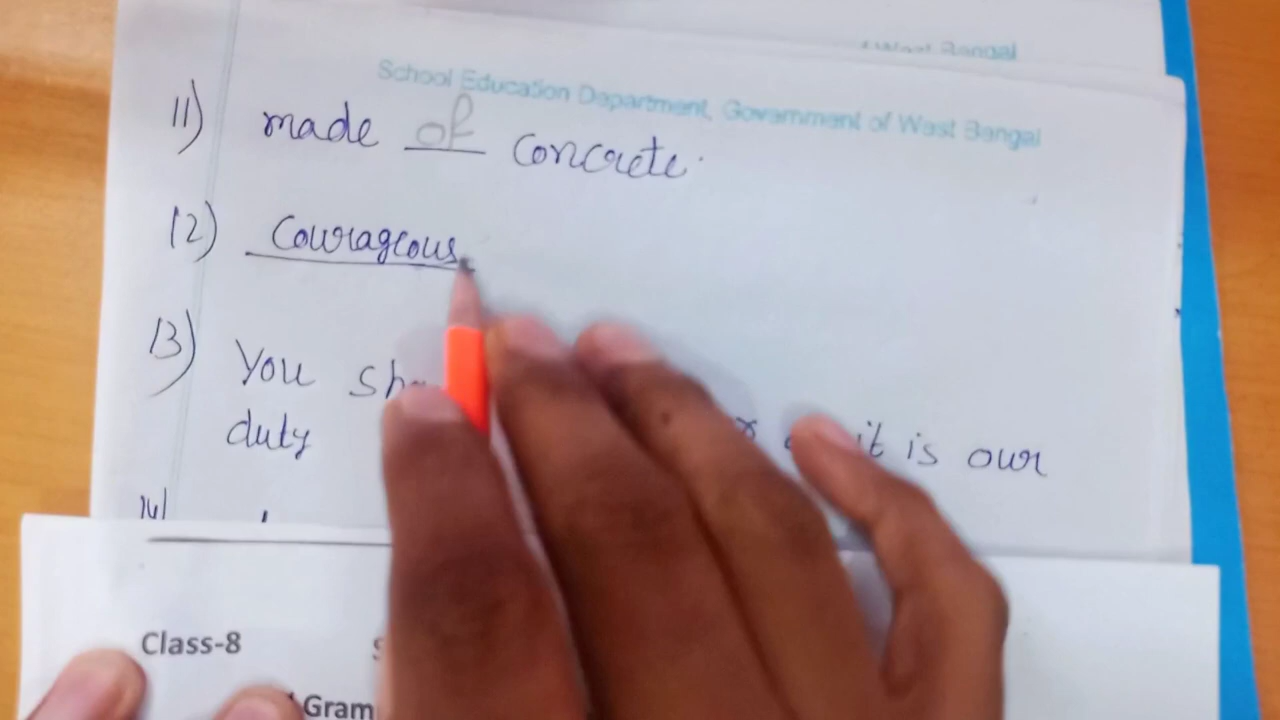 West Bengal
School Education Department, Government of West Bengal
11) made of concrete.
12) Courageous
13) You it is our
duty
14)
Class-8
Gram